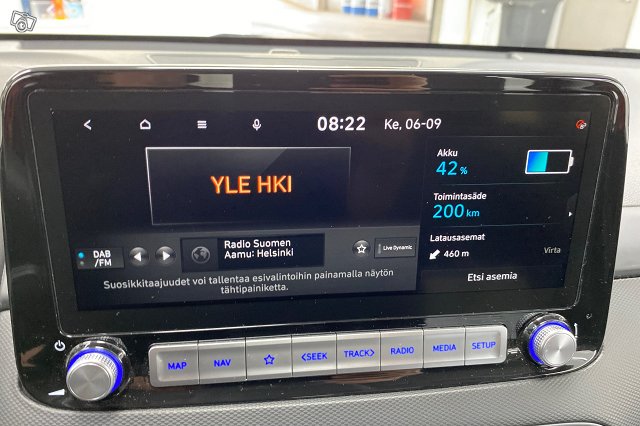 08:22 Ke, 06-09
YLE HKI
Akku
42 %
Toimintasäde
200 km
DAB
/FM
Radio Suomen
Aamu: Helsinki
Live Dynamic
Latausasemat
460 m Virta
Etsi asemia
Suosikkitaajuudet voi tallentaa esivalintoihin painamalla näytön
tähtipainiketta.
MAP NAV <SEEK TRACK> RADIO MEDIA SETUP